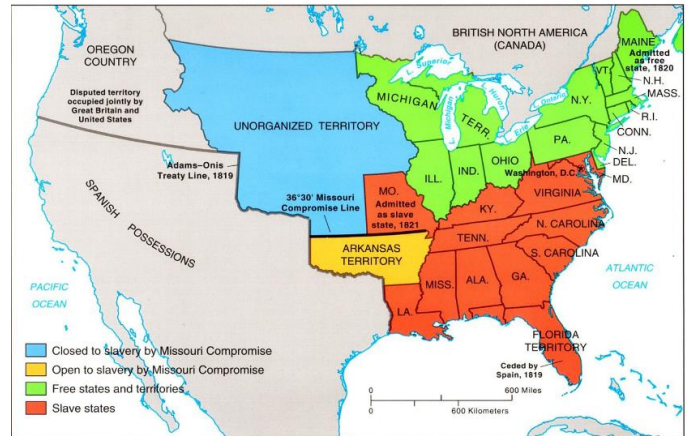 OREGON
COUNTRY
Disputed territory
occupied jointly by
Great Britain and
United States
BRITISH NORTH AMERICA
(CANADA)
MAINE
Admitted
as free
state, 1820
L. Superior
L. Michigan
L. Huron
Ontario
L. Erie
VT.
N.H.
MASS.
N.Y.
R.I.
CONN.
MICHIGAN
TERR.
UNORGANIZED TERRITORY
PA.
N.J.
DEL.
MD.
Washington, D.C.
OHIO
IND.
ILL.
Adams–Onis
Treaty Line, 1819
36°30' Missouri
Compromise Line
MO.
Admitted
as slave
state, 1821
KY.
VIRGINIA
SPANISH POSSESSIONS
ARKANSAS
TERRITORY
TENN.
N. CAROLINA
S. CAROLINA
PACIFIC
OCEAN
ATLANTIC
OCEAN
MISS.
ALA.
GA.
LA.
FLORIDA
TERRITORY
Ceded by
Spain, 1819
Closed to slavery by Missouri Compromise
Open to slavery by Missouri Compromise
Free states and territories
Slave states
0
600 Miles
0
600 Kilometers